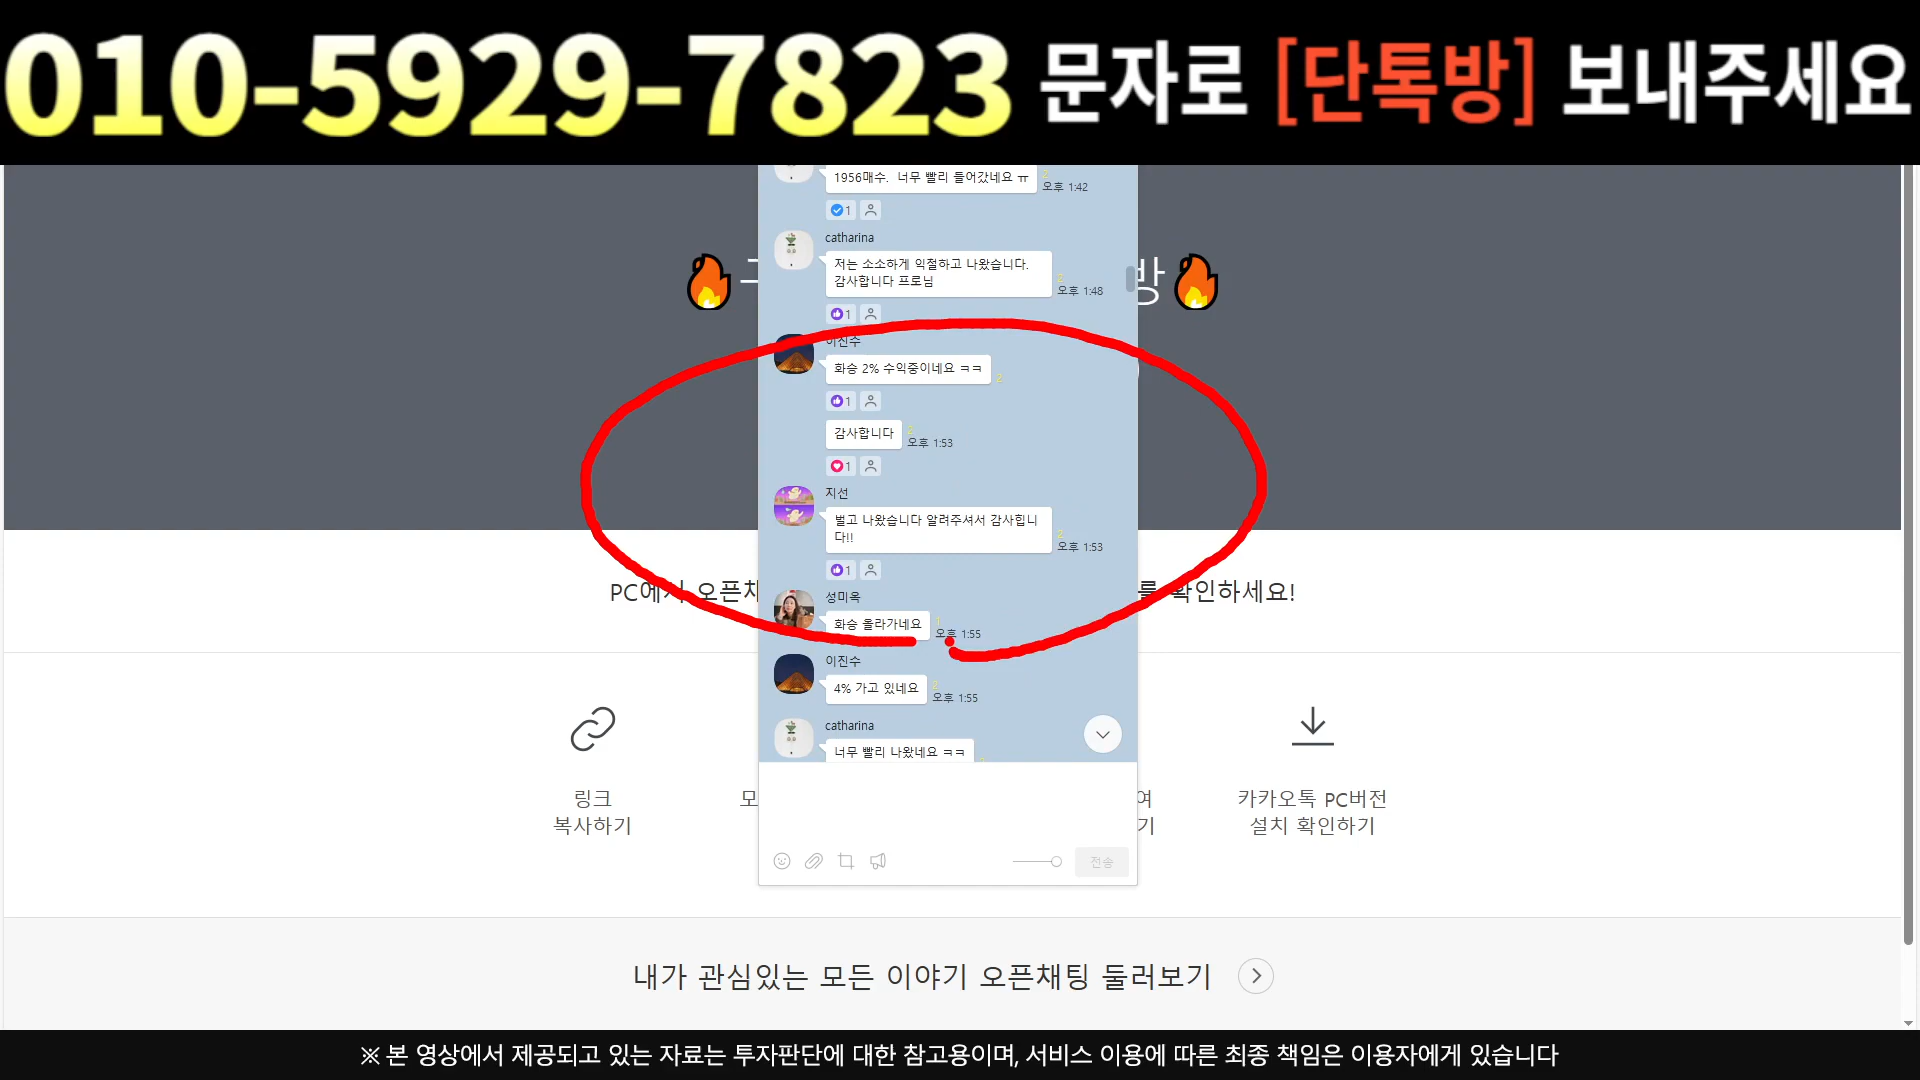 010-5929-7823 문자로 [단톡방] 보내주세요
1956매수. 너무 빨리 들어갔네요 ㅠ
2
오후 1:42
1
catharina
저는 소소하게 익절하고 나왔습니다.
감사합니다 프로님
2
오후 1:48
방
1
이진수
화승 2% 수익중이네요 ㅋㅋ
2
1
감사합니다
2
오후 1:53
1
지선
벌고 나왔습니다 알려주셔서 감사힙니
다!!
2
오후 1:53
1
PC에서 오픈채 를 확인하세요!
성미옥
화승 올라가네요
오후 1:55
이진수
4% 가고 있네요
2
오후 1:55
catharina
너무 빨리 나왔네요 ㅋㅋ
링크
복사하기
모
여
기
카카오톡 PC버전
설치 확인하기
전송
내가 관심있는 모든 이야기 오픈채팅 둘러보기
※ 본 영상에서 제공되고 있는 자료는 투자판단에 대한 참고용이며, 서비스 이용에 따른 최종 책임은 이용자에게 있습니다